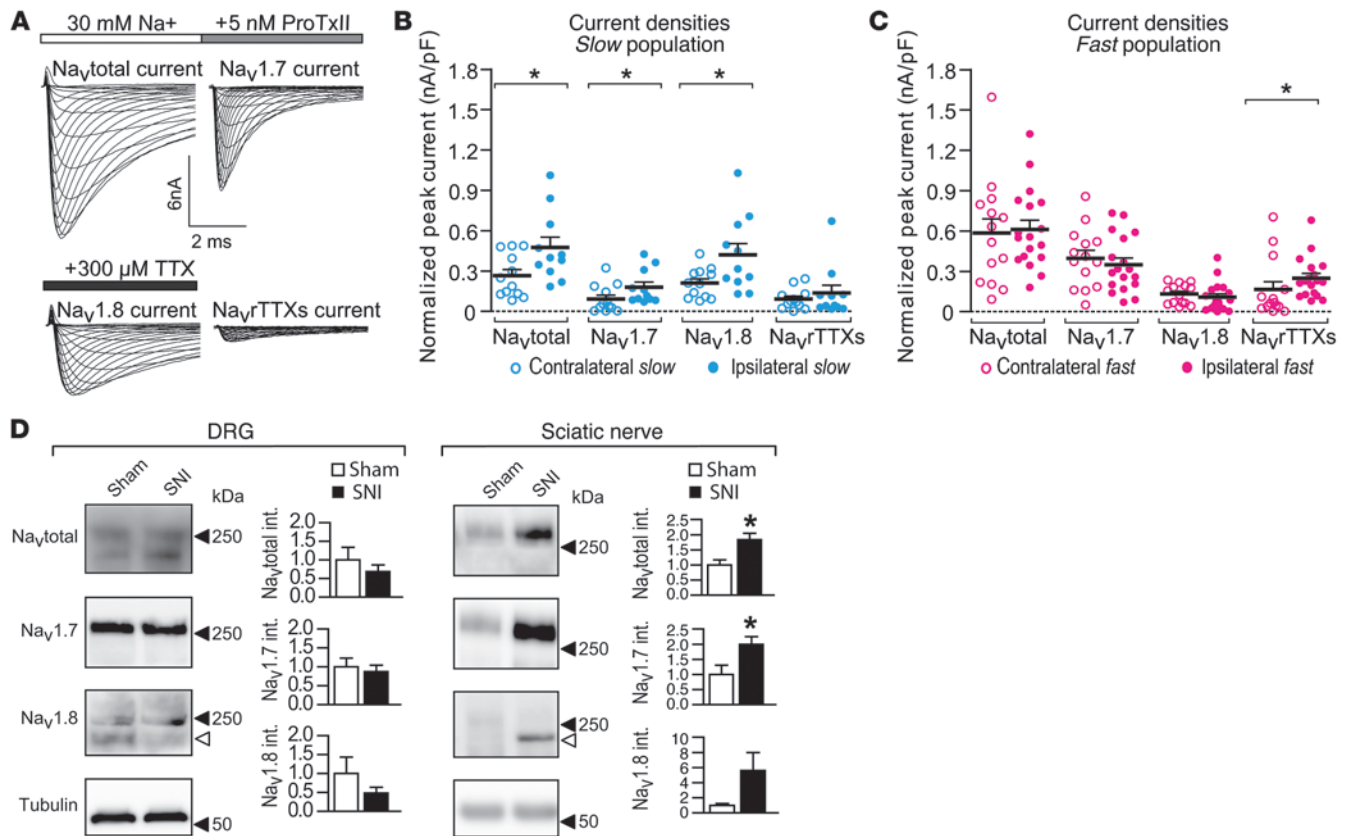 A
30 mM Na+ +5 nM ProTxII
Naᵥtotal current Naᵥ1.7 current
6nA
2 ms
+300 µM TTX
Naᵥ1.8 current NaᵥrTTXs current
B
Current densities
Slow population
Normalized peak current (nA/pF)
1.8
1.5
1.2
0.9
0.6
0.3
0
* * *
Naᵥtotal Naᵥ1.7 Naᵥ1.8 NaᵥrTTXs
Contralateral slow Ipsilateral slow
C
Current densities
Fast population
Normalized peak current (nA/pF)
1.8
1.5
1.2
0.9
0.6
0.3
0
*
Naᵥtotal Naᵥ1.7 Naᵥ1.8 NaᵥrTTXs
Contralateral fast Ipsilateral fast
D
DRG
Sham SNI kDa
Naᵥtotal 250
Naᵥ1.7 250
Naᵥ1.8 250
Tubulin 50
Sham
SNI
Naᵥtotal int.
2.0
1.5
1.0
0.5
0.0
Naᵥ1.7 int.
2.0
1.5
1.0
0.5
0.0
Naᵥ1.8 int.
2.0
1.5
1.0
0.5
0.0
Sciatic nerve
Sham SNI kDa
250
250
250
50
Sham
SNI
Naᵥtotal int.
2.5
2.0
1.5
1.0
0.5
0
*
Naᵥ1.7 int.
2.5
2.0
1.5
1.0
0.5
0
*
Naᵥ1.8 int.
10
8
6
4
2
0